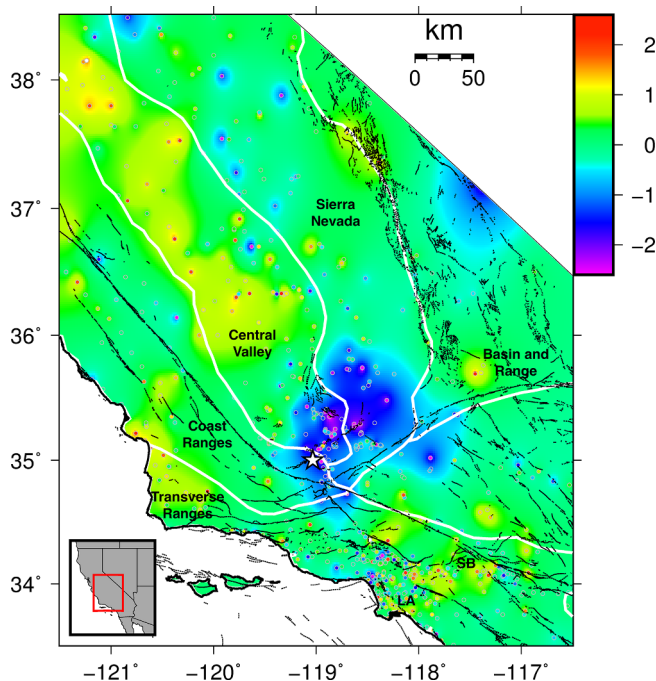 km
0 50
2
1
0
−1
−2
38˚
37˚
36˚
35˚
34˚
Sierra
Nevada
Central
Valley
Basin and
Range
Coast
Ranges
Transverse
Ranges
SB
LA
−121 −120 −119 −118 −117